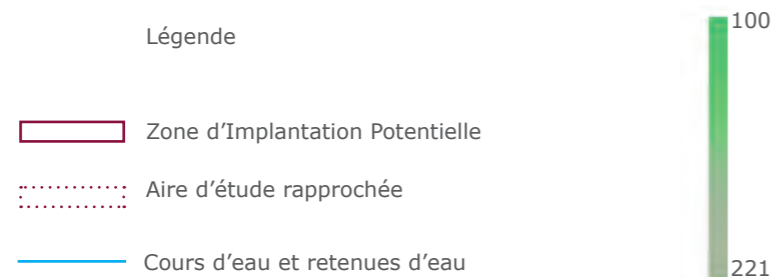 Légende
100
Zone d'Implantation Potentielle
Aire d'étude rapprochée
Cours d'eau et retenues d'eau
221